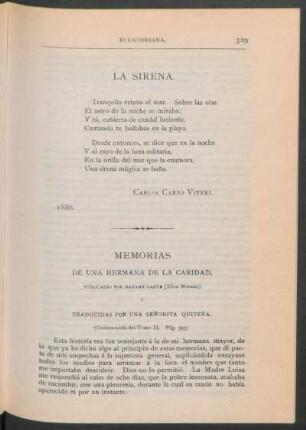 ECUATORIANA. 329
LA SIRENA.
Tranquilo estaba el mar. Sobre las olas
El astro de la noche se miraba;
Y tú, cubierta de cendal luciente,
Cantando te bañabas en la playa.
Desde entonces, se dice que en la noche
Y al rayo de la luna solitaria,
En la orilla del mar que la enamora,
Una sirena mágica se baña.
CARLOS CARBO VITERI.
1886.
MEMORIAS
DE UNA HERMANA DE LA CARIDAD,
PUBLICADAS POR MADAME
Y
TRADUCIDAS POR UNA SEÑORITA QUITEÑA.
(Continuación del Tomo II. Pág. 393)
Esta historia era tan semejante á la de mi hermana mayor, de
la que ya he dicho algo al principio de estas memorias, que dí par-
te de mis sospechas á la superiora general, suplicándola ensayase
todos los medios para arrancar á la loca el nombre que tanto
me importaba descubrir. Dios no lo permitió. La Madre Luisa
me respondió al cabo de ocho días, que la pobre insensata, acababa
de sucumbir, con una pleuresía, durante la cual su razón no había
aparecido ni por un instante.